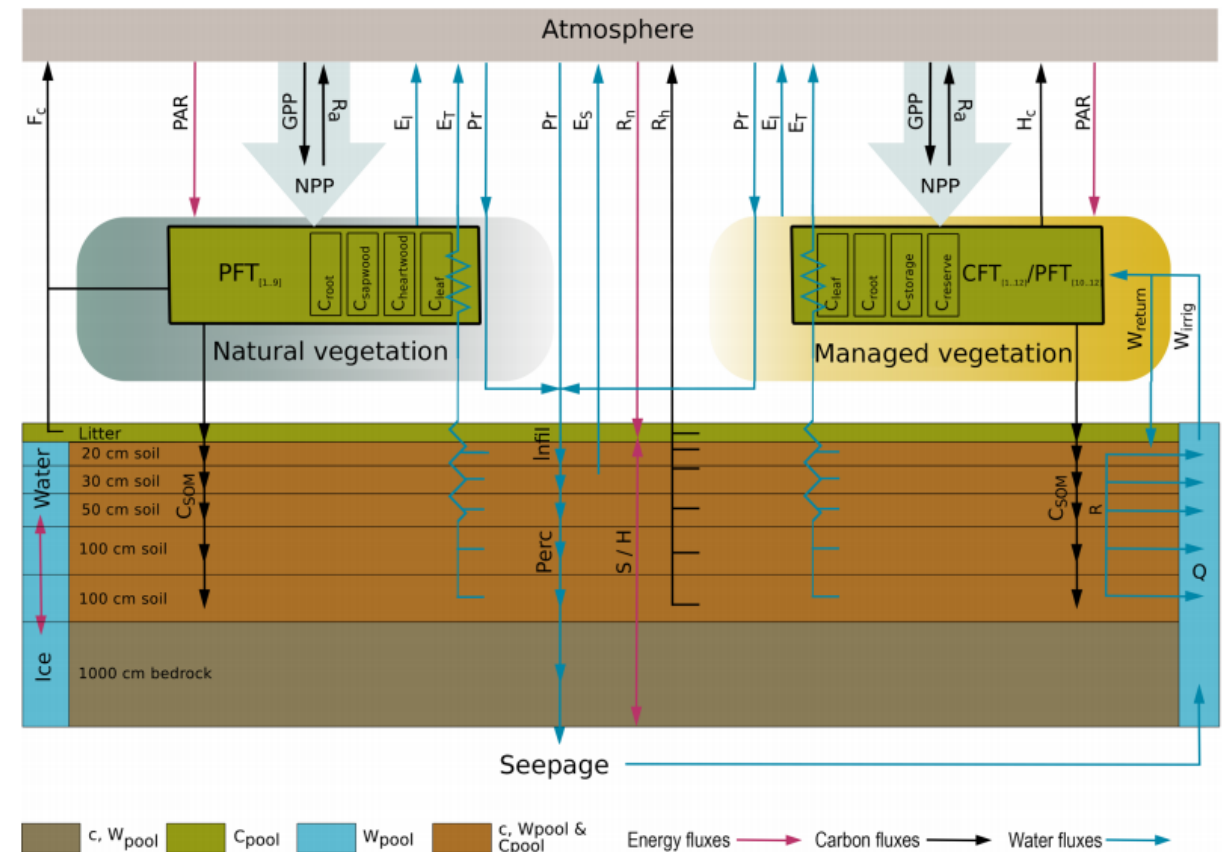 Atmosphere
Fc
PAR
GPP
Ra
NPP
EI
ET
Pr
Pr
ES
Rn
Rh
Pr
EI
ET
GPP
Ra
NPP
Hc
PAR
PFT[1..9]
Croot
Csapwood
Cheartwood
Cleaf
Natural vegetation
Cleaf
Croot
Cstorage
Creserve
CFT[1..12]/PFT[10..12]
Managed vegetation
Wreturn
Wirrig
Litter
20 cm soil
30 cm soil
50 cm soil
100 cm soil
100 cm soil
1000 cm bedrock
Water
Ice
CSOM
Infil
Perc
S / H
CSOM
R
Q
Seepage
c, Wpool
Cpool
Wpool
c, Wpool &
Cpool
Energy fluxes
Carbon fluxes
Water fluxes